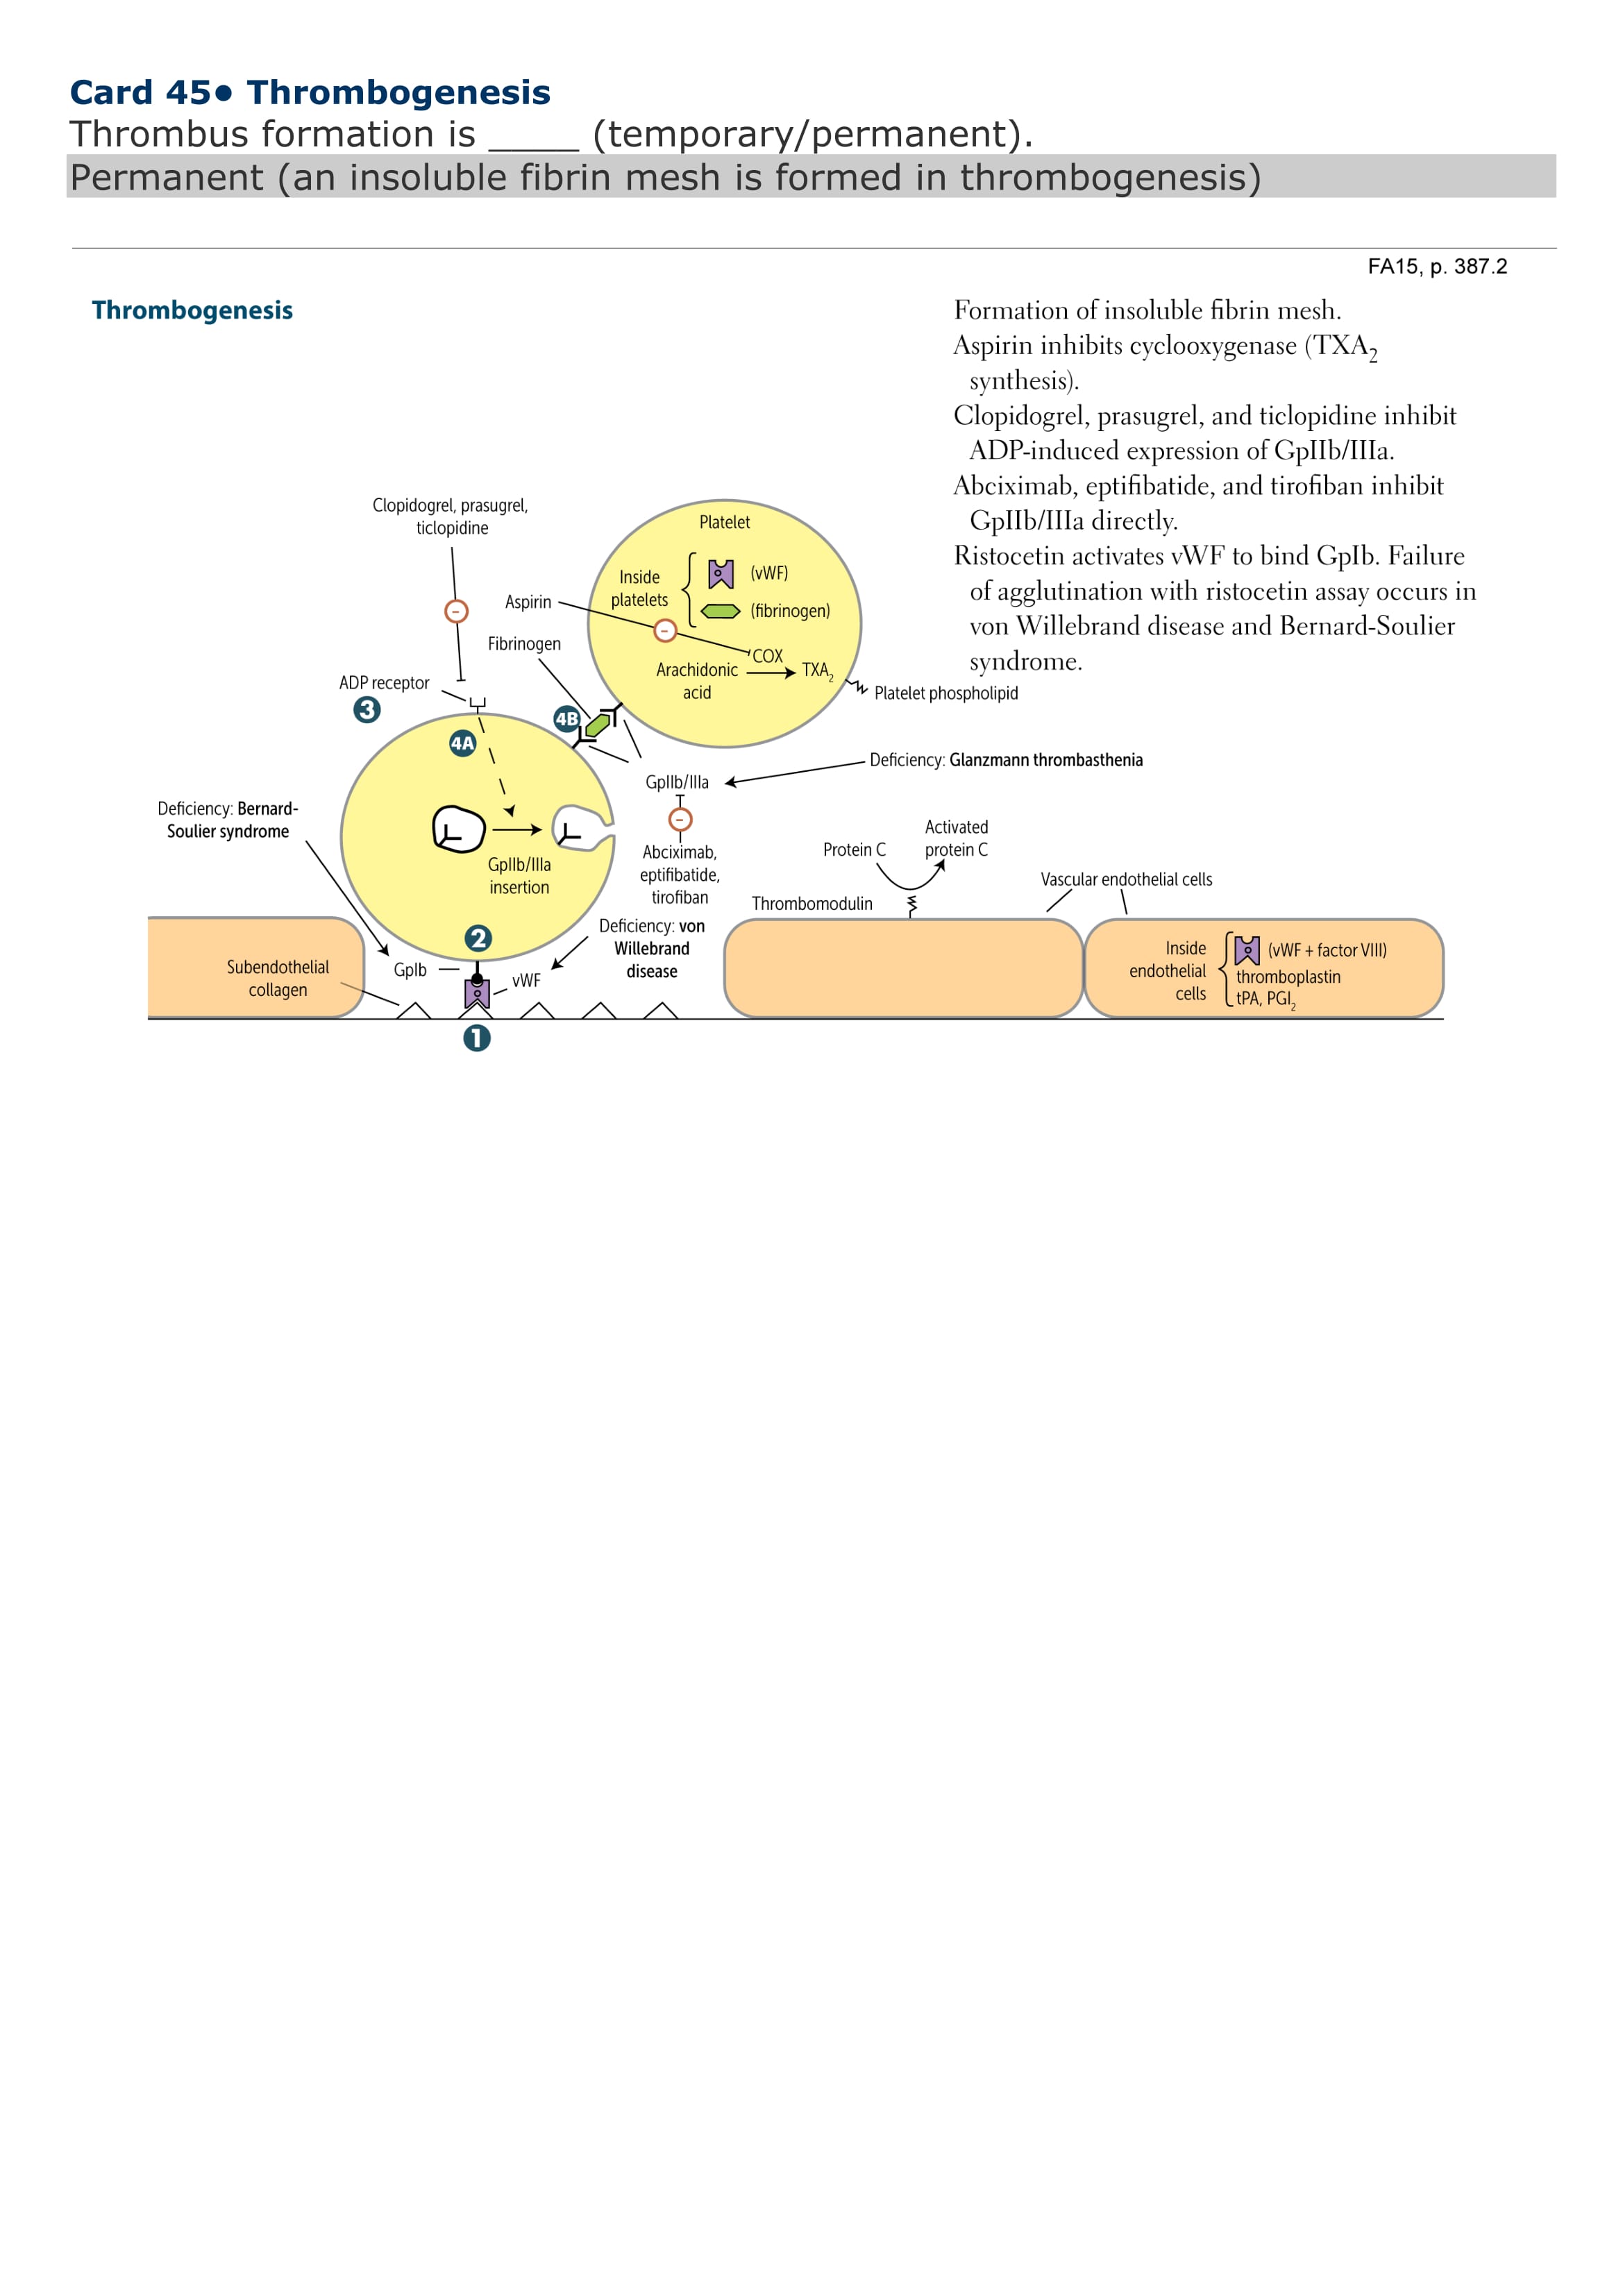 Card 45● Thrombogenesis
Thrombus formation is _____ (temporary/permanent).
Permanent (an insoluble fibrin mesh is formed in thrombogenesis)
FA15, p. 387.2
Thrombogenesis
Formation of insoluble fibrin mesh.
Aspirin inhibits cyclooxygenase (TXA2
synthesis).
Clopidogrel, prasugrel, and ticlopidine inhibit
ADP-induced expression of GpIIb/IIIa.
Abciximab, eptifibatide, and tirofiban inhibit
GpIIb/IIIa directly.
Ristocetin activates vWF to bind GpIb. Failure
of agglutination with ristocetin assay occurs in
von Willebrand disease and Bernard-Soulier
syndrome.
Clopidogrel, prasugrel,
ticlopidine
Platelet
Inside
platelets
(vWF)
(fibrinogen)
Aspirin
Fibrinogen
COX
Arachidonic
acid
TXA2
Platelet phospholipid
ADP receptor
3
4A
4B
GpIIb/IIIa
Deficiency: Glanzmann thrombasthenia
Deficiency: Bernard-
Soulier syndrome
GpIIb/IIIa
insertion
Abciximab,
eptifibatide,
tirofiban
Protein C
Activated
protein C
Thrombomodulin
Vascular endothelial cells
Deficiency: von
Willebrand
disease
2
Subendothelial
collagen
GpIb
vWF
1
Inside
endothelial
cells
(vWF + factor VIII)
thromboplastin
tPA, PGI2